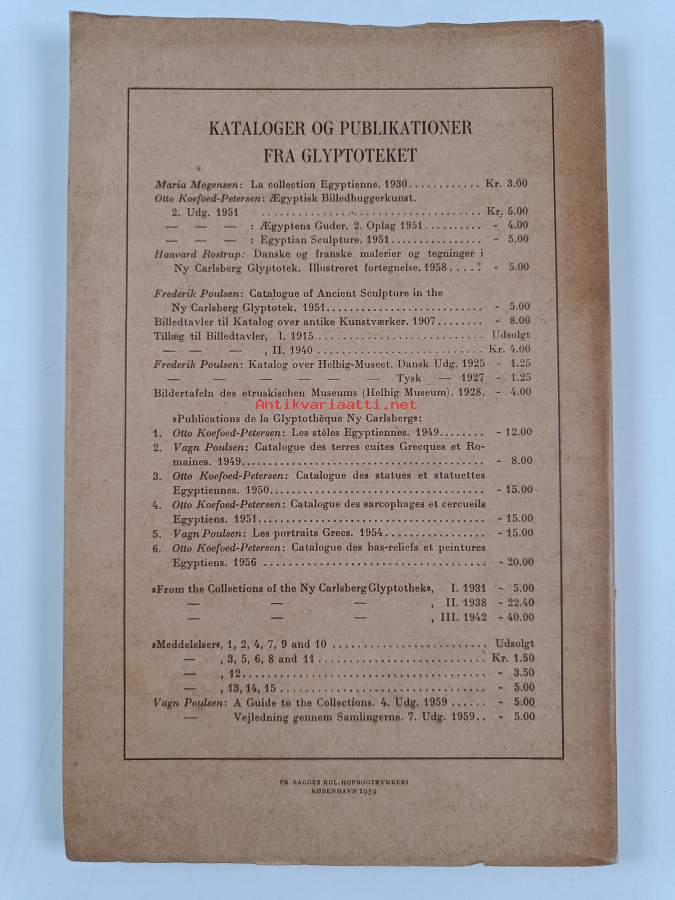 KATALOGER OG PUBLIKATIONER
FRA GLYPTOTEKET
Maria Mogensen: La collection Egyptienne. 1930............ Kr. 3.00
Otto Koefoed-Petersen: Ægyptisk Billedhuggerkunst.
2. Udg. 1951 .................................... Kr. 5.00
— — — : Ægyptens Guder. 2. Oplag 1951.......... - 4.00
— — — : Egyptian Sculpture. 1951................ - 5.00
Haavard Rostrup: Danske og franske malerier og tegninger i
Ny Carlsberg Glyptotek. Illustreret fortegnelse. 1958..... - 5.00
Frederik Poulsen: Catalogue of Ancient Sculpture in the
Ny Carlsberg Glyptotek. 1951.......................... - 5.00
Billedtavler til Katalog over antike Kunstværker. 1907........ - 8.00
Tillæg til Billedtavler, I. 1915............................ Udsolgt
— — — , II. 1940 ........................... Kr. 4.00
Frederik Poulsen: Katalog over Helbig-Museet. Dansk Udg. 1925 - 1.25
— — — — — — Tysk — 1927 - 1.25
Bildertafeln des etruskischen Museums (Helbig Museum). 1928. - 4.00
Antikvariaatti.net
»Publications de la Glyptothèque Ny Carlsberg«:
1. Otto Koefoed-Petersen: Les stèles Egyptiennes. 1949........ - 12.00
2. Vagn Poulsen: Catalogue des terres cuites Grecques et Ro-
maines. 1949........................................ - 8.00
3. Otto Koefoed-Petersen: Catalogue des statues et statuettes
Egyptiennes. 1950................................... - 15.00
4. Otto Koefoed-Petersen: Catalogue des sarcophages et cercueils
Egyptiens. 1951..................................... - 15.00
5. Vagn Poulsen: Les portraits Grecs. 1954................ - 15.00
6. Otto Koefoed-Petersen: Catalogue des bas-reliefs et peintures
Egyptiens. 1956 .................................... - 20.00
»From the Collections of the Ny Carlsberg Glyptothek«, I. 1931 - 5.00
— — — , II. 1938 - 22.40
— — — , III. 1942 - 40.00
»Meddelelser«, 1, 2, 4, 7, 9 and 10 ......................... Udsolgt
— , 3, 5, 6, 8 and 11........................... Kr. 1.50
— , 12....................................... - 3.50
— , 13, 14, 15 ................................. - 5.00
Vagn Poulsen: A Guide to the Collections. 4. Udg. 1959 ...... - 5.00
— Vejledning gennem Samlingerne. 7. Udg. 1959.. - 5.00
FR. BAGGES KGL. HOFBOGTRYKKERI
KØBENHAVN 1959